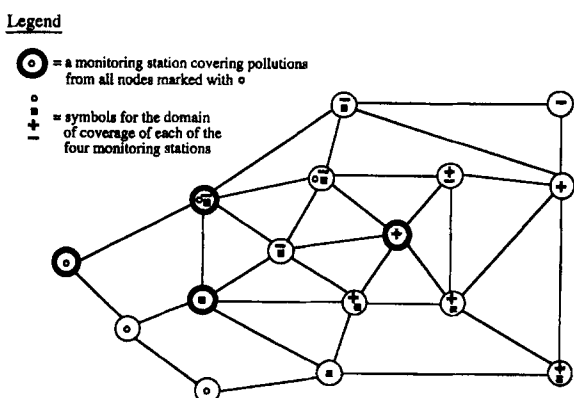 Legend
= a monitoring station covering pollutions
from all nodes marked with o
= symbols for the domain
of coverage of each of the
four monitoring stations